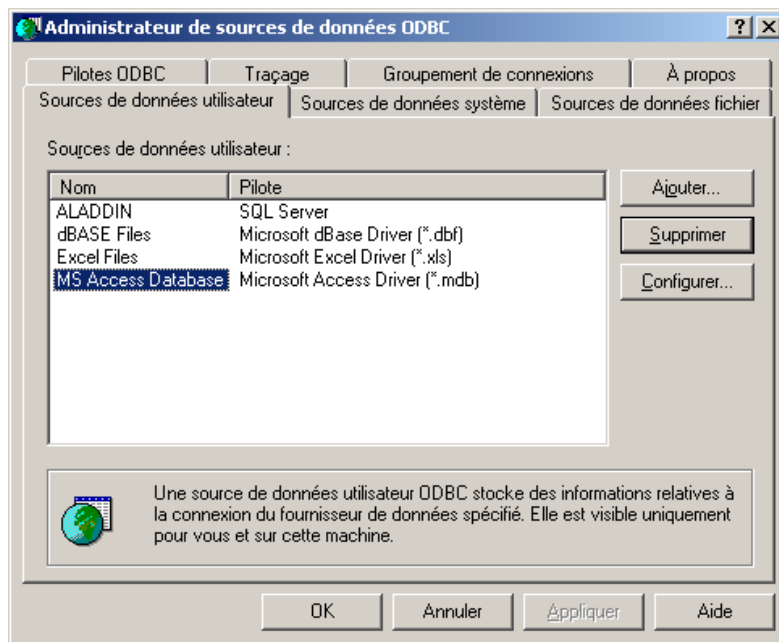 Administrateur de sources de données ODBC
Pilotes ODBC Traçage Groupement de connexions À propos
Sources de données utilisateur Sources de données système Sources de données fichier
Sources de données utilisateur :
Nom Pilote
ALADDIN SQL Server
dBASE Files Microsoft dBase Driver (*.dbf)
Excel Files Microsoft Excel Driver (*.xls)
MS Access Database Microsoft Access Driver (*.mdb)
Ajouter...
Supprimer
Configurer...
Une source de données utilisateur ODBC stocke des informations relatives à
la connexion du fournisseur de données spécifié. Elle est visible uniquement
pour vous et sur cette machine.
OK Annuler Appliquer Aide